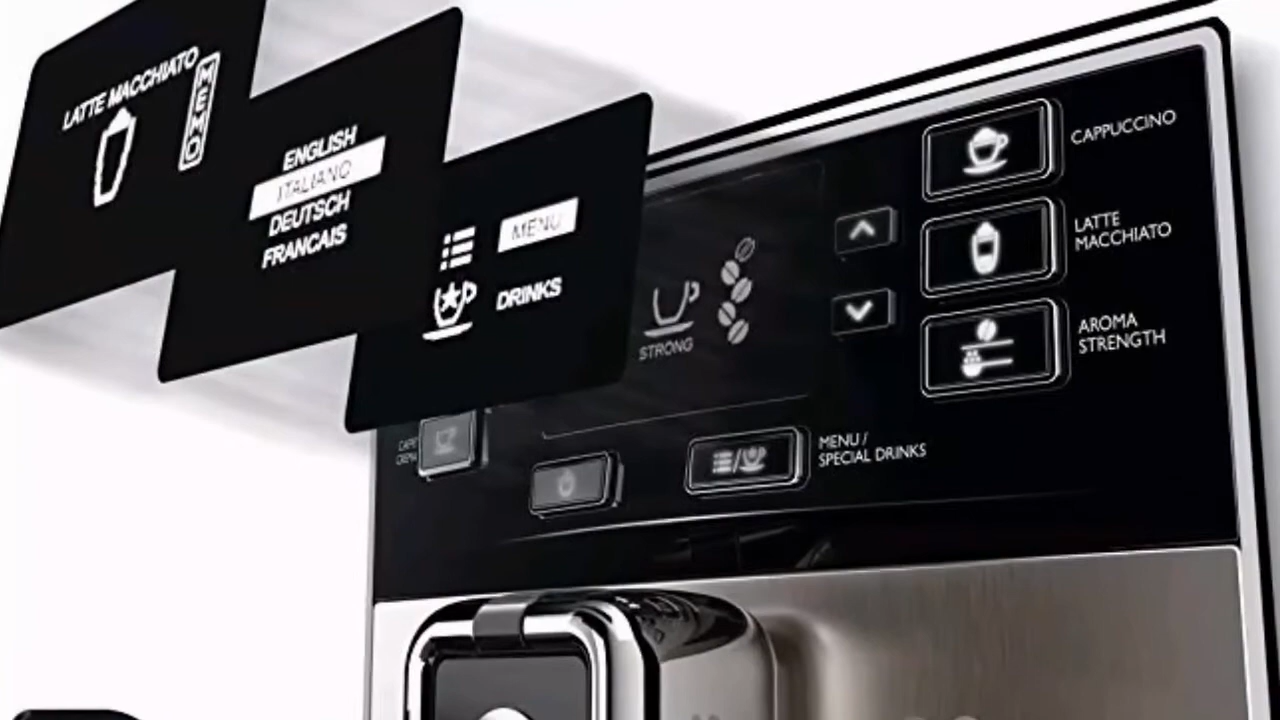 LATTE MACCHIATO
MEMO
ENGLISH
ITALIANO
DEUTSCH
FRANCAIS
MENU
DRINKS
STRONG
CAPPUCCINO
LATTE
MACCHIATO
AROMA
STRENGTH
MENU /
SPECIAL DRINKS